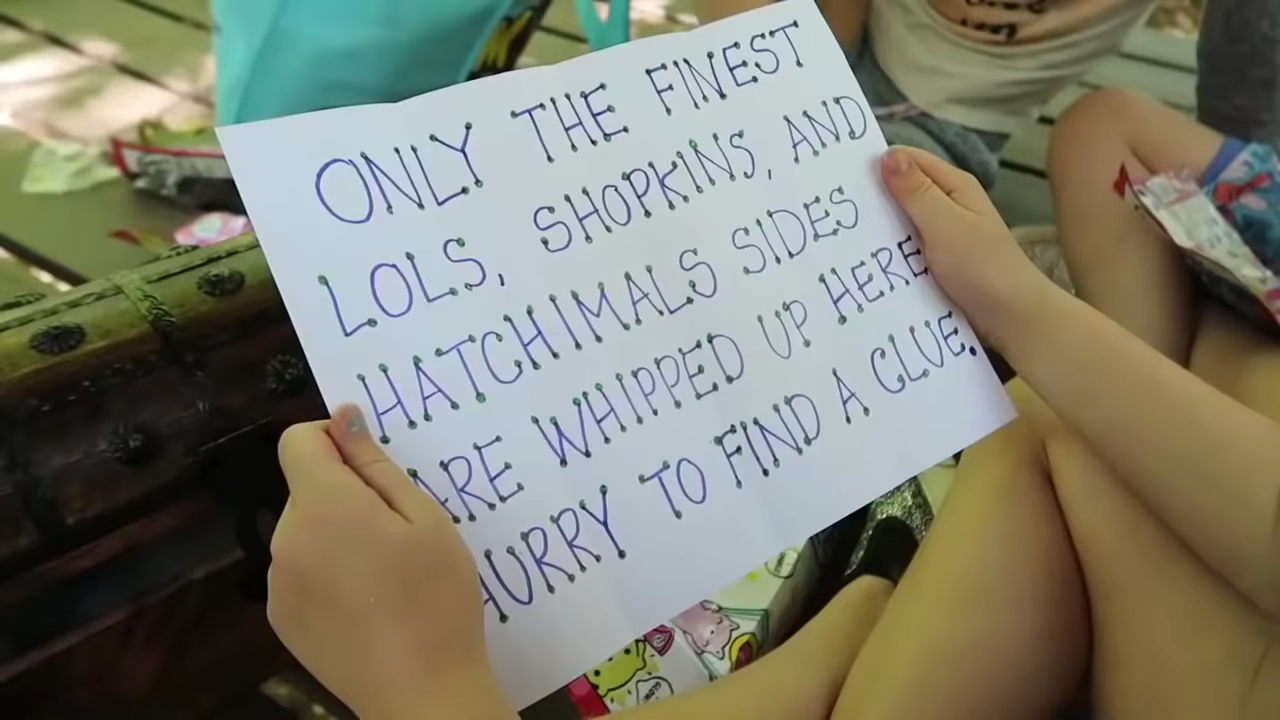 ONLY THE FINEST
LOLS, SHOPKINS, AND
HATCHIMALS SIDES
ARE WHIPPED UP HERE
HURRY TO FIND A CLUE.